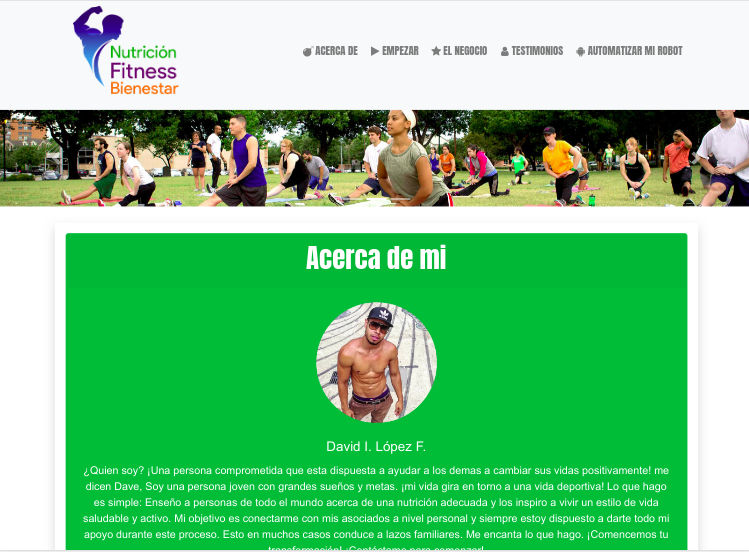 Nutrición
Fitness
Bienestar
ACERCA DE
EMPEZAR
EL NEGOCIO
TESTIMONIOS
AUTOMATIZAR MI ROBOT
Acerca de mi
David I. López F.
¿Quien soy? ¡Una persona comprometida que esta dispuesta a ayudar a los demas a cambiar sus vidas positivamente! me
dicen Dave, Soy una persona joven con grandes sueños y metas. ¡mi vida gira en torno a una vida deportiva! Lo que hago
es simple: Enseño a personas de todo el mundo acerca de una nutrición adecuada y los inspiro a vivir un estilo de vida
saludable y activo. Mi objetivo es conectarme con mis asociados a nivel personal y siempre estoy dispuesto a darte todo mi
apoyo durante este proceso. Esto en muchos casos conduce a lazos familiares. Me encanta lo que hago. ¡Comencemos tu
transformación! ¡Contáctame para comenzar!